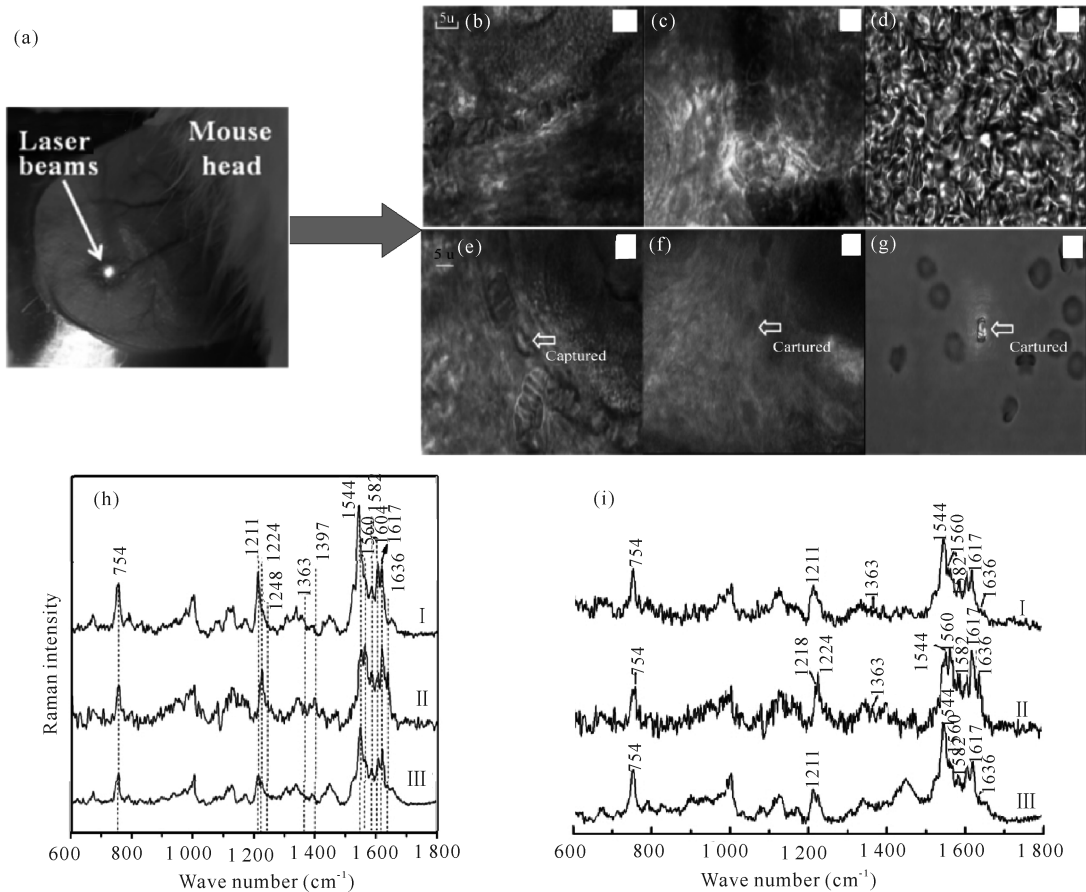 (a)
Laser
beams
Mouse
head
(b)
5u
(c)
(d)
(e)
5 u
Captured
(f)
Cartured
(g)
Cartured
(h)
754
1211
1224
1248
1363
1397
1544
1560
1582
1604
1617
1636
I
II
III
Raman intensity
600
800
1 000
1 200
1 400
1 600
1 800
Wave number (cm⁻¹)
(i)
754
1211
1363
1544
1560
1582
1617
1636
I
754
1218
1224
1363
1544
1560
1582
1617
1636
II
754
1211
1544
1560
1582
1617
1636
III
600
800
1 000
1 200
1 400
1 600
1 800
Wave number (cm⁻¹)